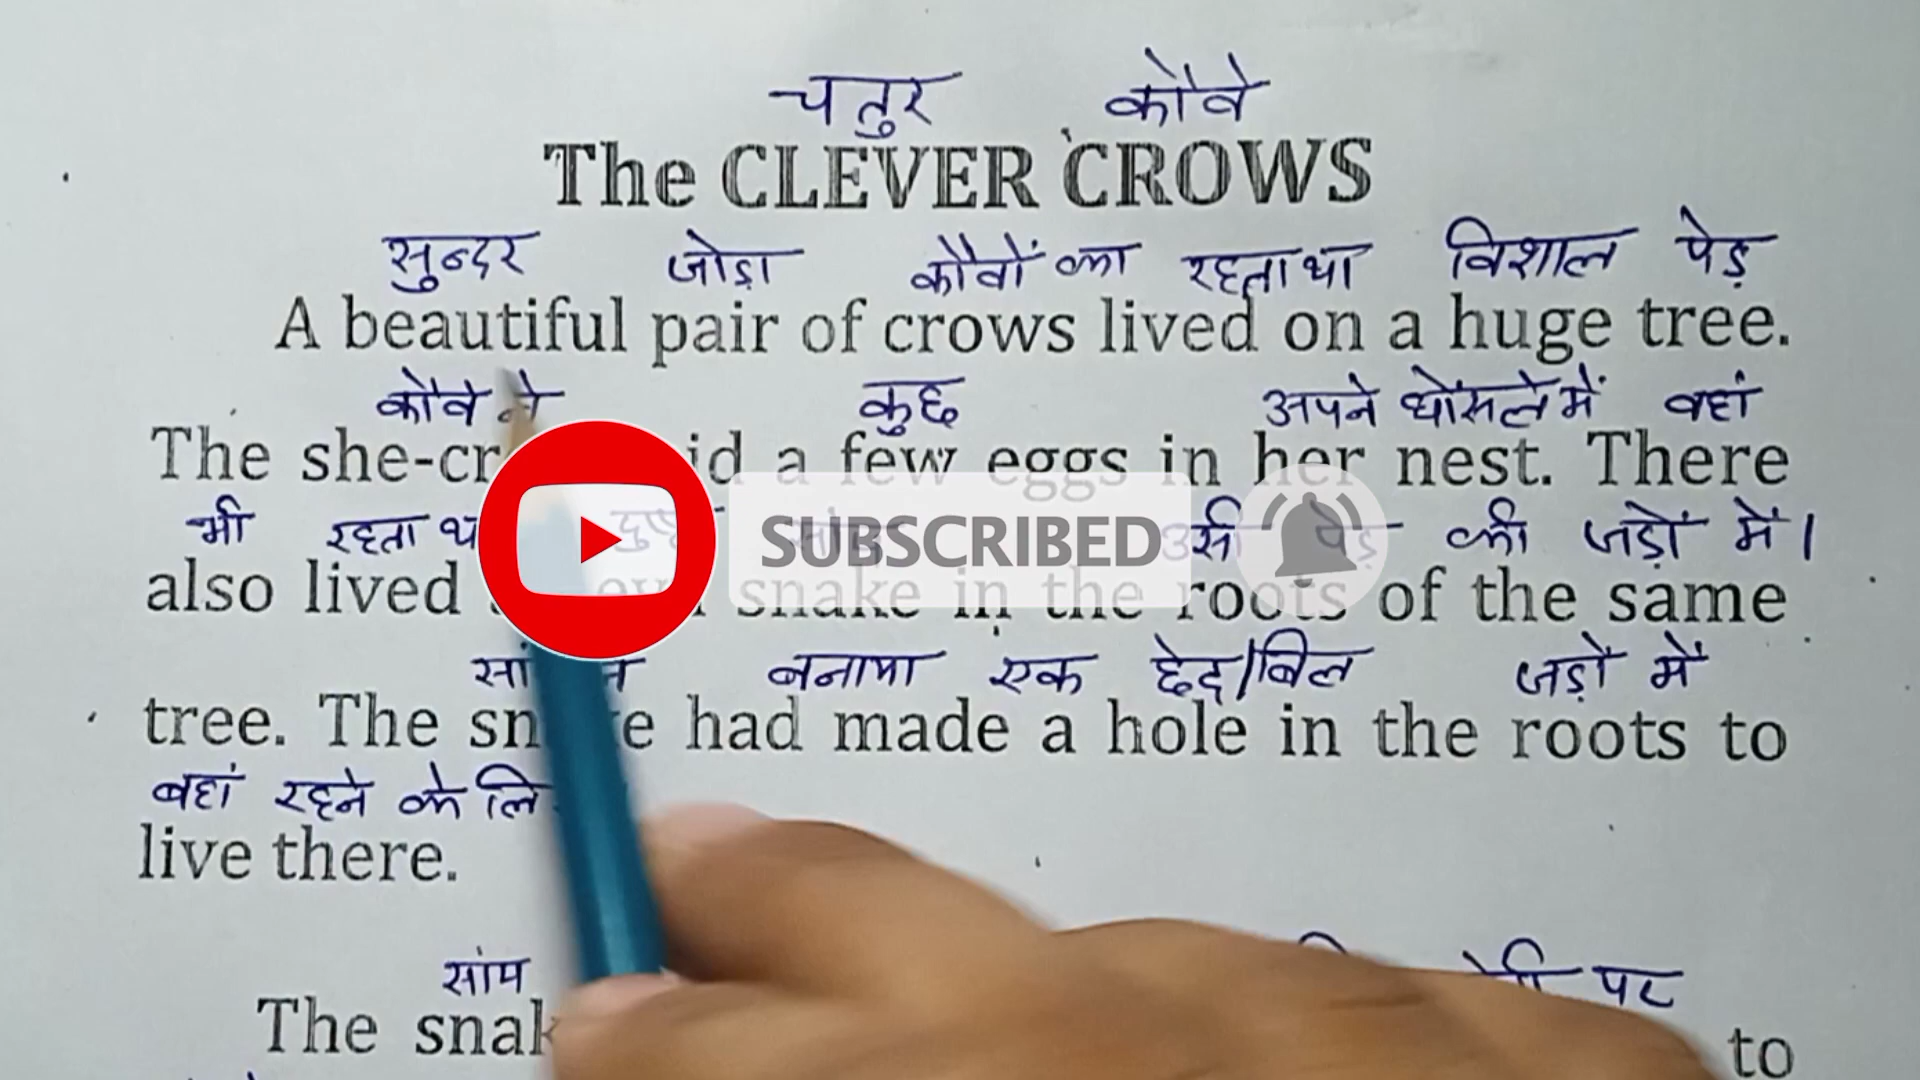 चतुर कौवे
The CLEVER CROWS
सुन्दर जोड़ा कौवों का रहता था विशाल पेड़
A beautiful pair of crows lived on a huge tree.
कौवे ने कुछ अपने घोंसले में वहां
The she-cr id a few eggs in her nest. There
भी रहता था उसी पेड़ की जड़ों में।
SUBSCRIBED
also lived snake in the roots of the same
बनाया एक छेद/बिल जड़ों में
tree. The snake had made a hole in the roots to
वहां रहने के लि
live there.
सांप पर
The snak to